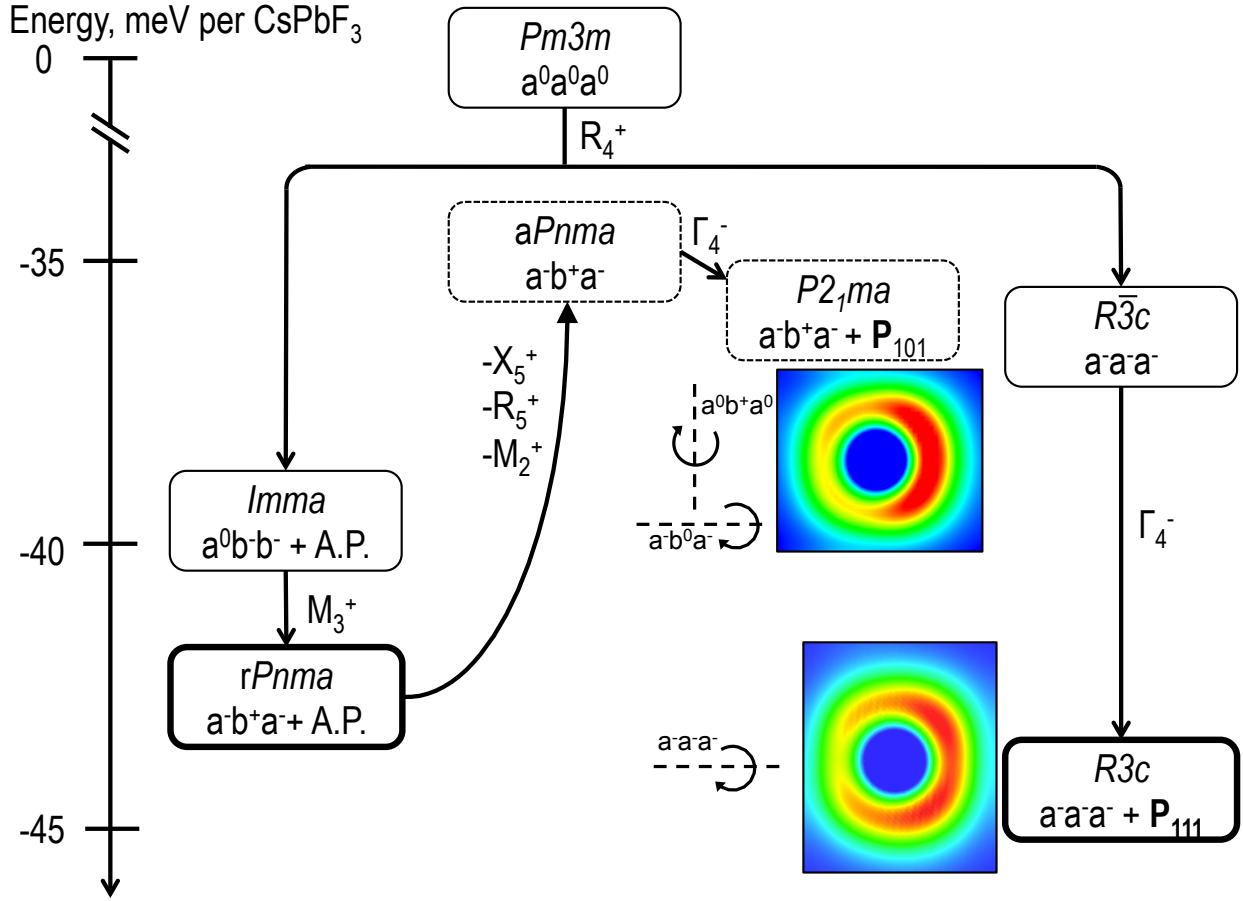 Energy, meV per CsPbF₃
0
Pm3m
a⁰a⁰a⁰
R₄⁺
-35
aPnma
a⁻b⁺a⁻
Γ₄⁻
P2₁ma
a⁻b⁺a⁻ + P₁₀₁
R3̅c
a⁻a⁻a⁻
-X₅⁺
-R₅⁺
-M₂⁺
a⁰b⁺a⁰
a⁻b⁰a⁻
Imma
a⁰b⁻b⁻ + A.P.
-40
Γ₄⁻
M₃⁺
rPnma
a⁻b⁺a⁻+ A.P.
a⁻a⁻a⁻
R3c
a⁻a⁻a⁻ + P₁₁₁
-45